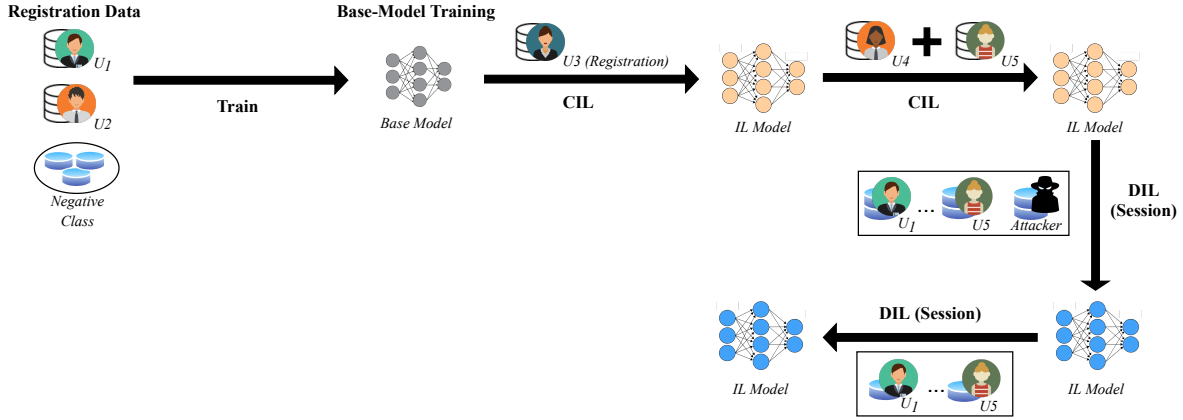 Registration Data
U1
U2
Negative
Class
Train
Base-Model Training
Base Model
U3 (Registration)
CIL
IL Model
U4
+
U5
CIL
IL Model
U1
...
U5
Attacker
DIL
(Session)
IL Model
DIL (Session)
U1
...
U5
IL Model